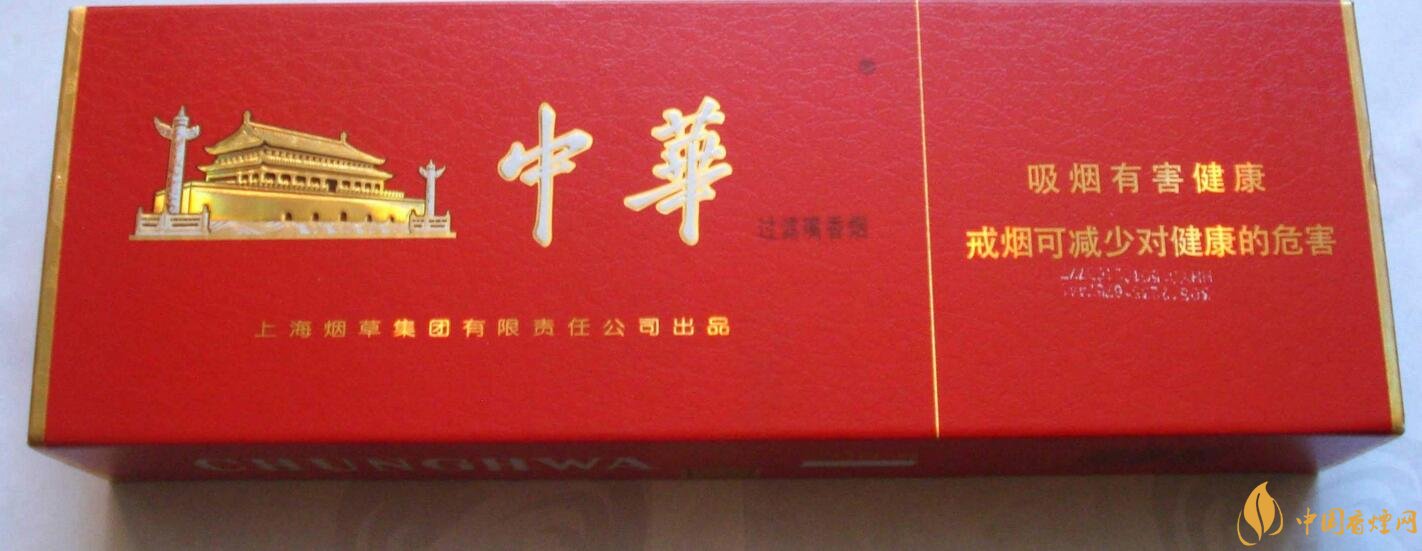 中華
过滤嘴香烟
上海烟草集团有限责任公司出品
吸烟有害健康
戒烟可减少对健康的危害
CHUNGHWA
中国香煙网